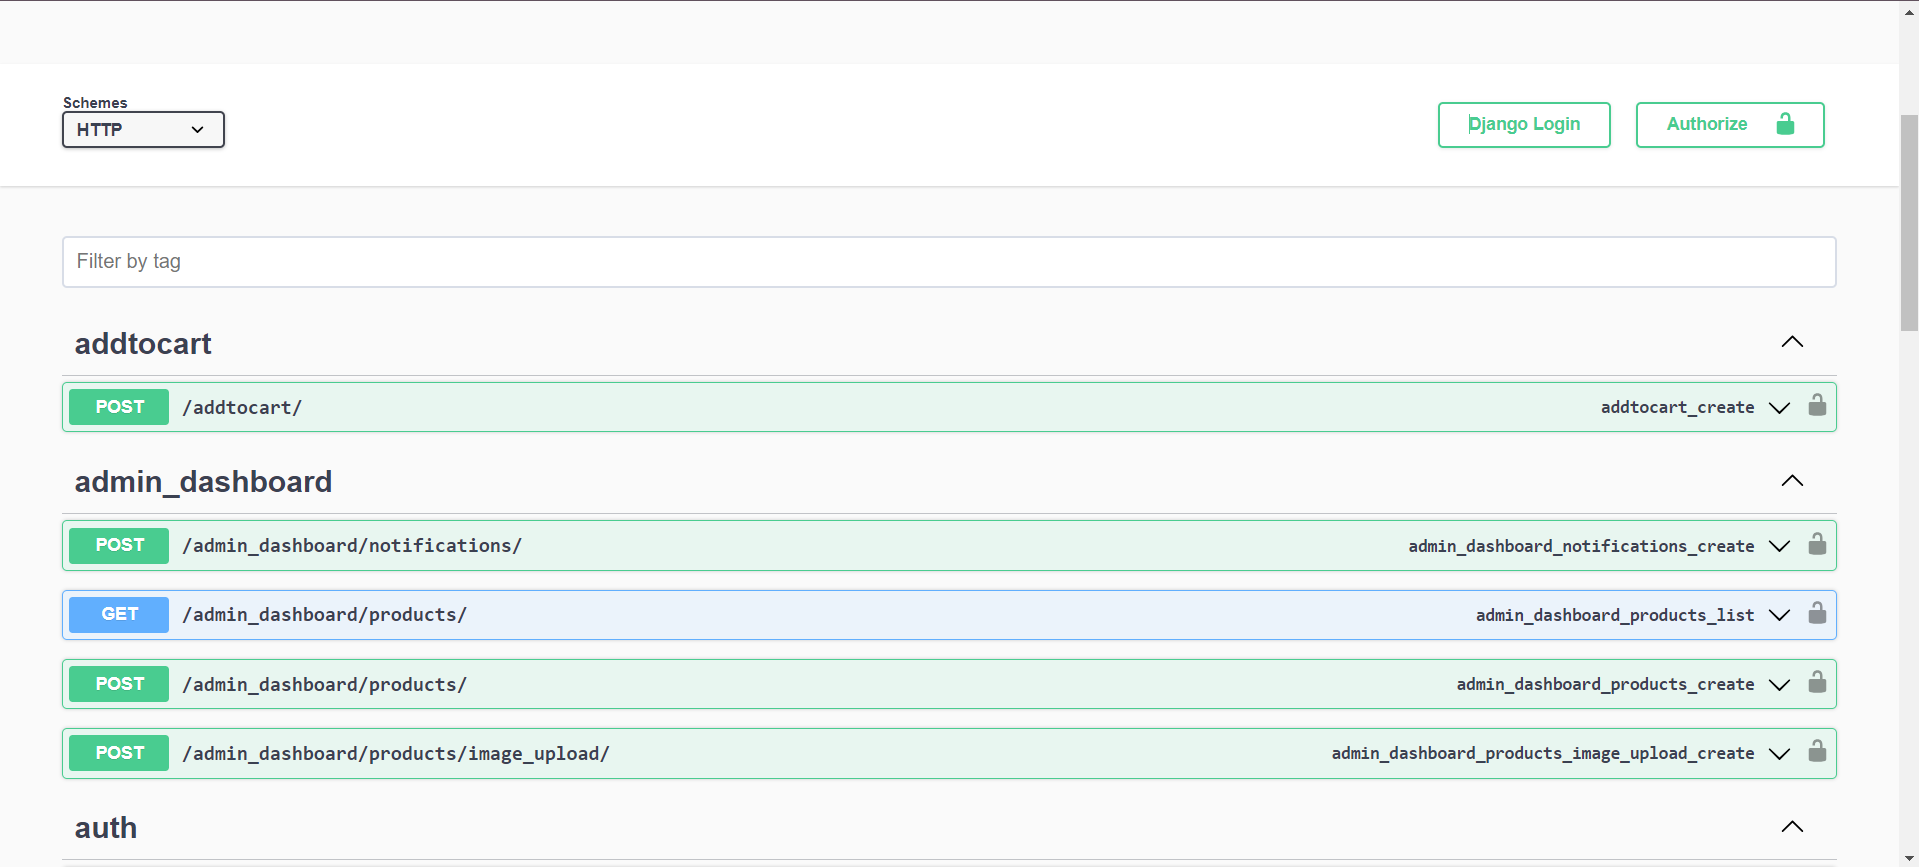 Schemes
HTTP
Django Login
Authorize
Filter by tag
addtocart
POST /addtocart/ addtocart_create
admin_dashboard
POST /admin_dashboard/notifications/ admin_dashboard_notifications_create
GET /admin_dashboard/products/ admin_dashboard_products_list
POST /admin_dashboard/products/ admin_dashboard_products_create
POST /admin_dashboard/products/image_upload/ admin_dashboard_products_image_upload_create
auth